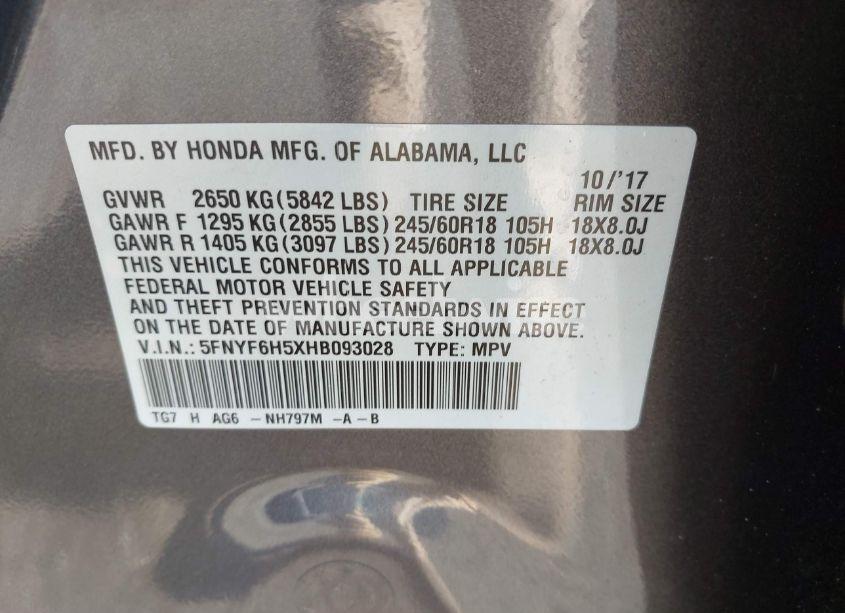 MFD. BY HONDA MFG. OF ALABAMA, LLC
10/'17
GVWR 2650 KG(5842 LBS) TIRE SIZE RIM SIZE
GAWR F 1295 KG(2855 LBS) 245/60R18 105H 18X8.0J
GAWR R 1405 KG(3097 LBS) 245/60R18 105H 18X8.0J
THIS VEHICLE CONFORMS TO ALL APPLICABLE
FEDERAL MOTOR VEHICLE SAFETY
AND THEFT PREVENTION STANDARDS IN EFFECT
ON THE DATE OF MANUFACTURE SHOWN ABOVE.
V.I.N.: 5FNYF6H5XHB093028 TYPE: MPV
TG7 H AG6 -NH797M -A-B